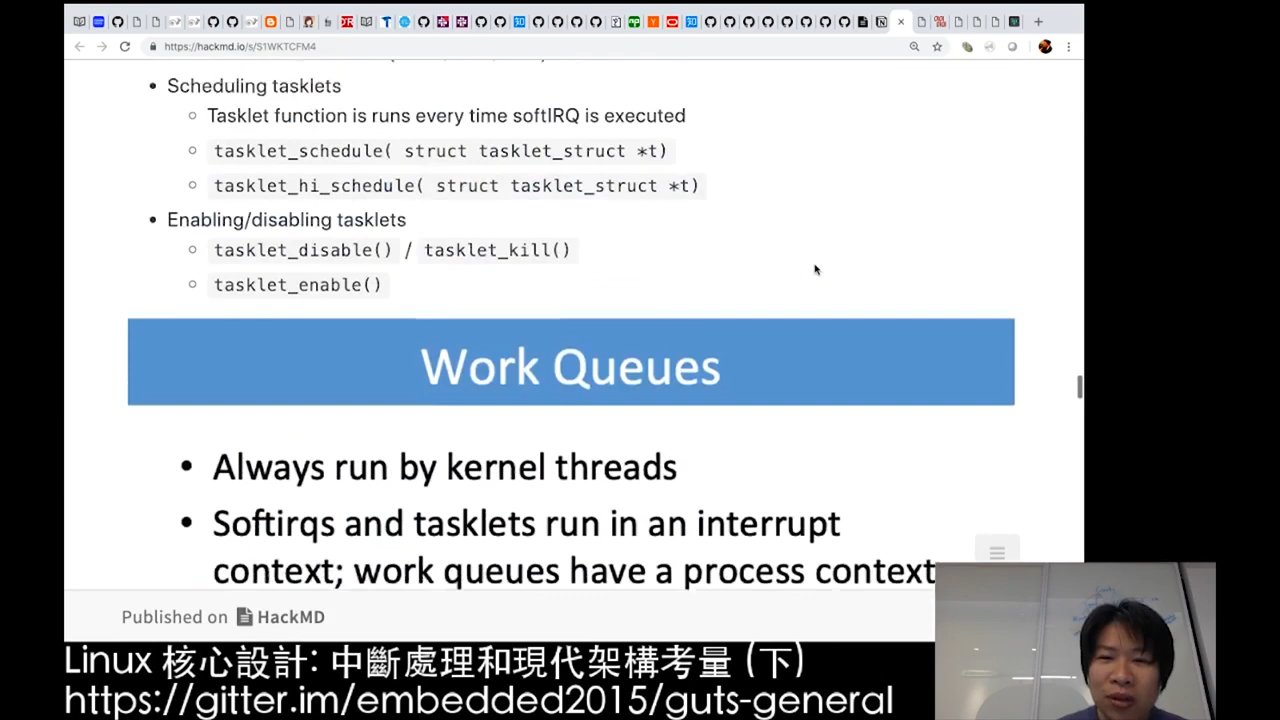 https://hackmd.io/s/S1WKTCFM4
Scheduling tasklets
Tasklet function is runs every time softIRQ is executed
tasklet_schedule( struct tasklet_struct *t)
tasklet_hi_schedule( struct tasklet_struct *t)
Enabling/disabling tasklets
tasklet_disable() / tasklet_kill()
tasklet_enable()
Work Queues
• Always run by kernel threads
• Softirqs and tasklets run in an interrupt
context; work queues have a process context
Published on HackMD
Linux 核心設計: 中斷處理和現代架構考量 (下)
https://gitter.im/embedded2015/guts-general